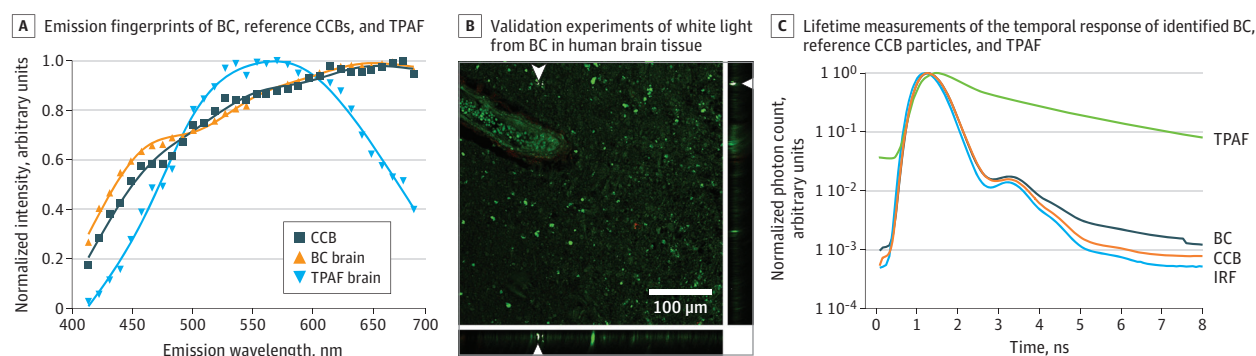 A Emission fingerprints of BC, reference CCBs, and TPAF
Normalized intensity, arbitrary units
1.0
0.8
0.6
0.4
0.2
0
400
450
500
550
600
650
700
Emission wavelength, nm
CCB
BC brain
TPAF brain
B Validation experiments of white light
from BC in human brain tissue
100 µm
C Lifetime measurements of the temporal response of identified BC,
reference CCB particles, and TPAF
Normalized photon count,
arbitrary units
1 10⁰
1 10⁻¹
1 10⁻²
1 10⁻³
1 10⁻⁴
0
1
2
3
4
5
6
7
8
Time, ns
TPAF
BC
CCB
IRF